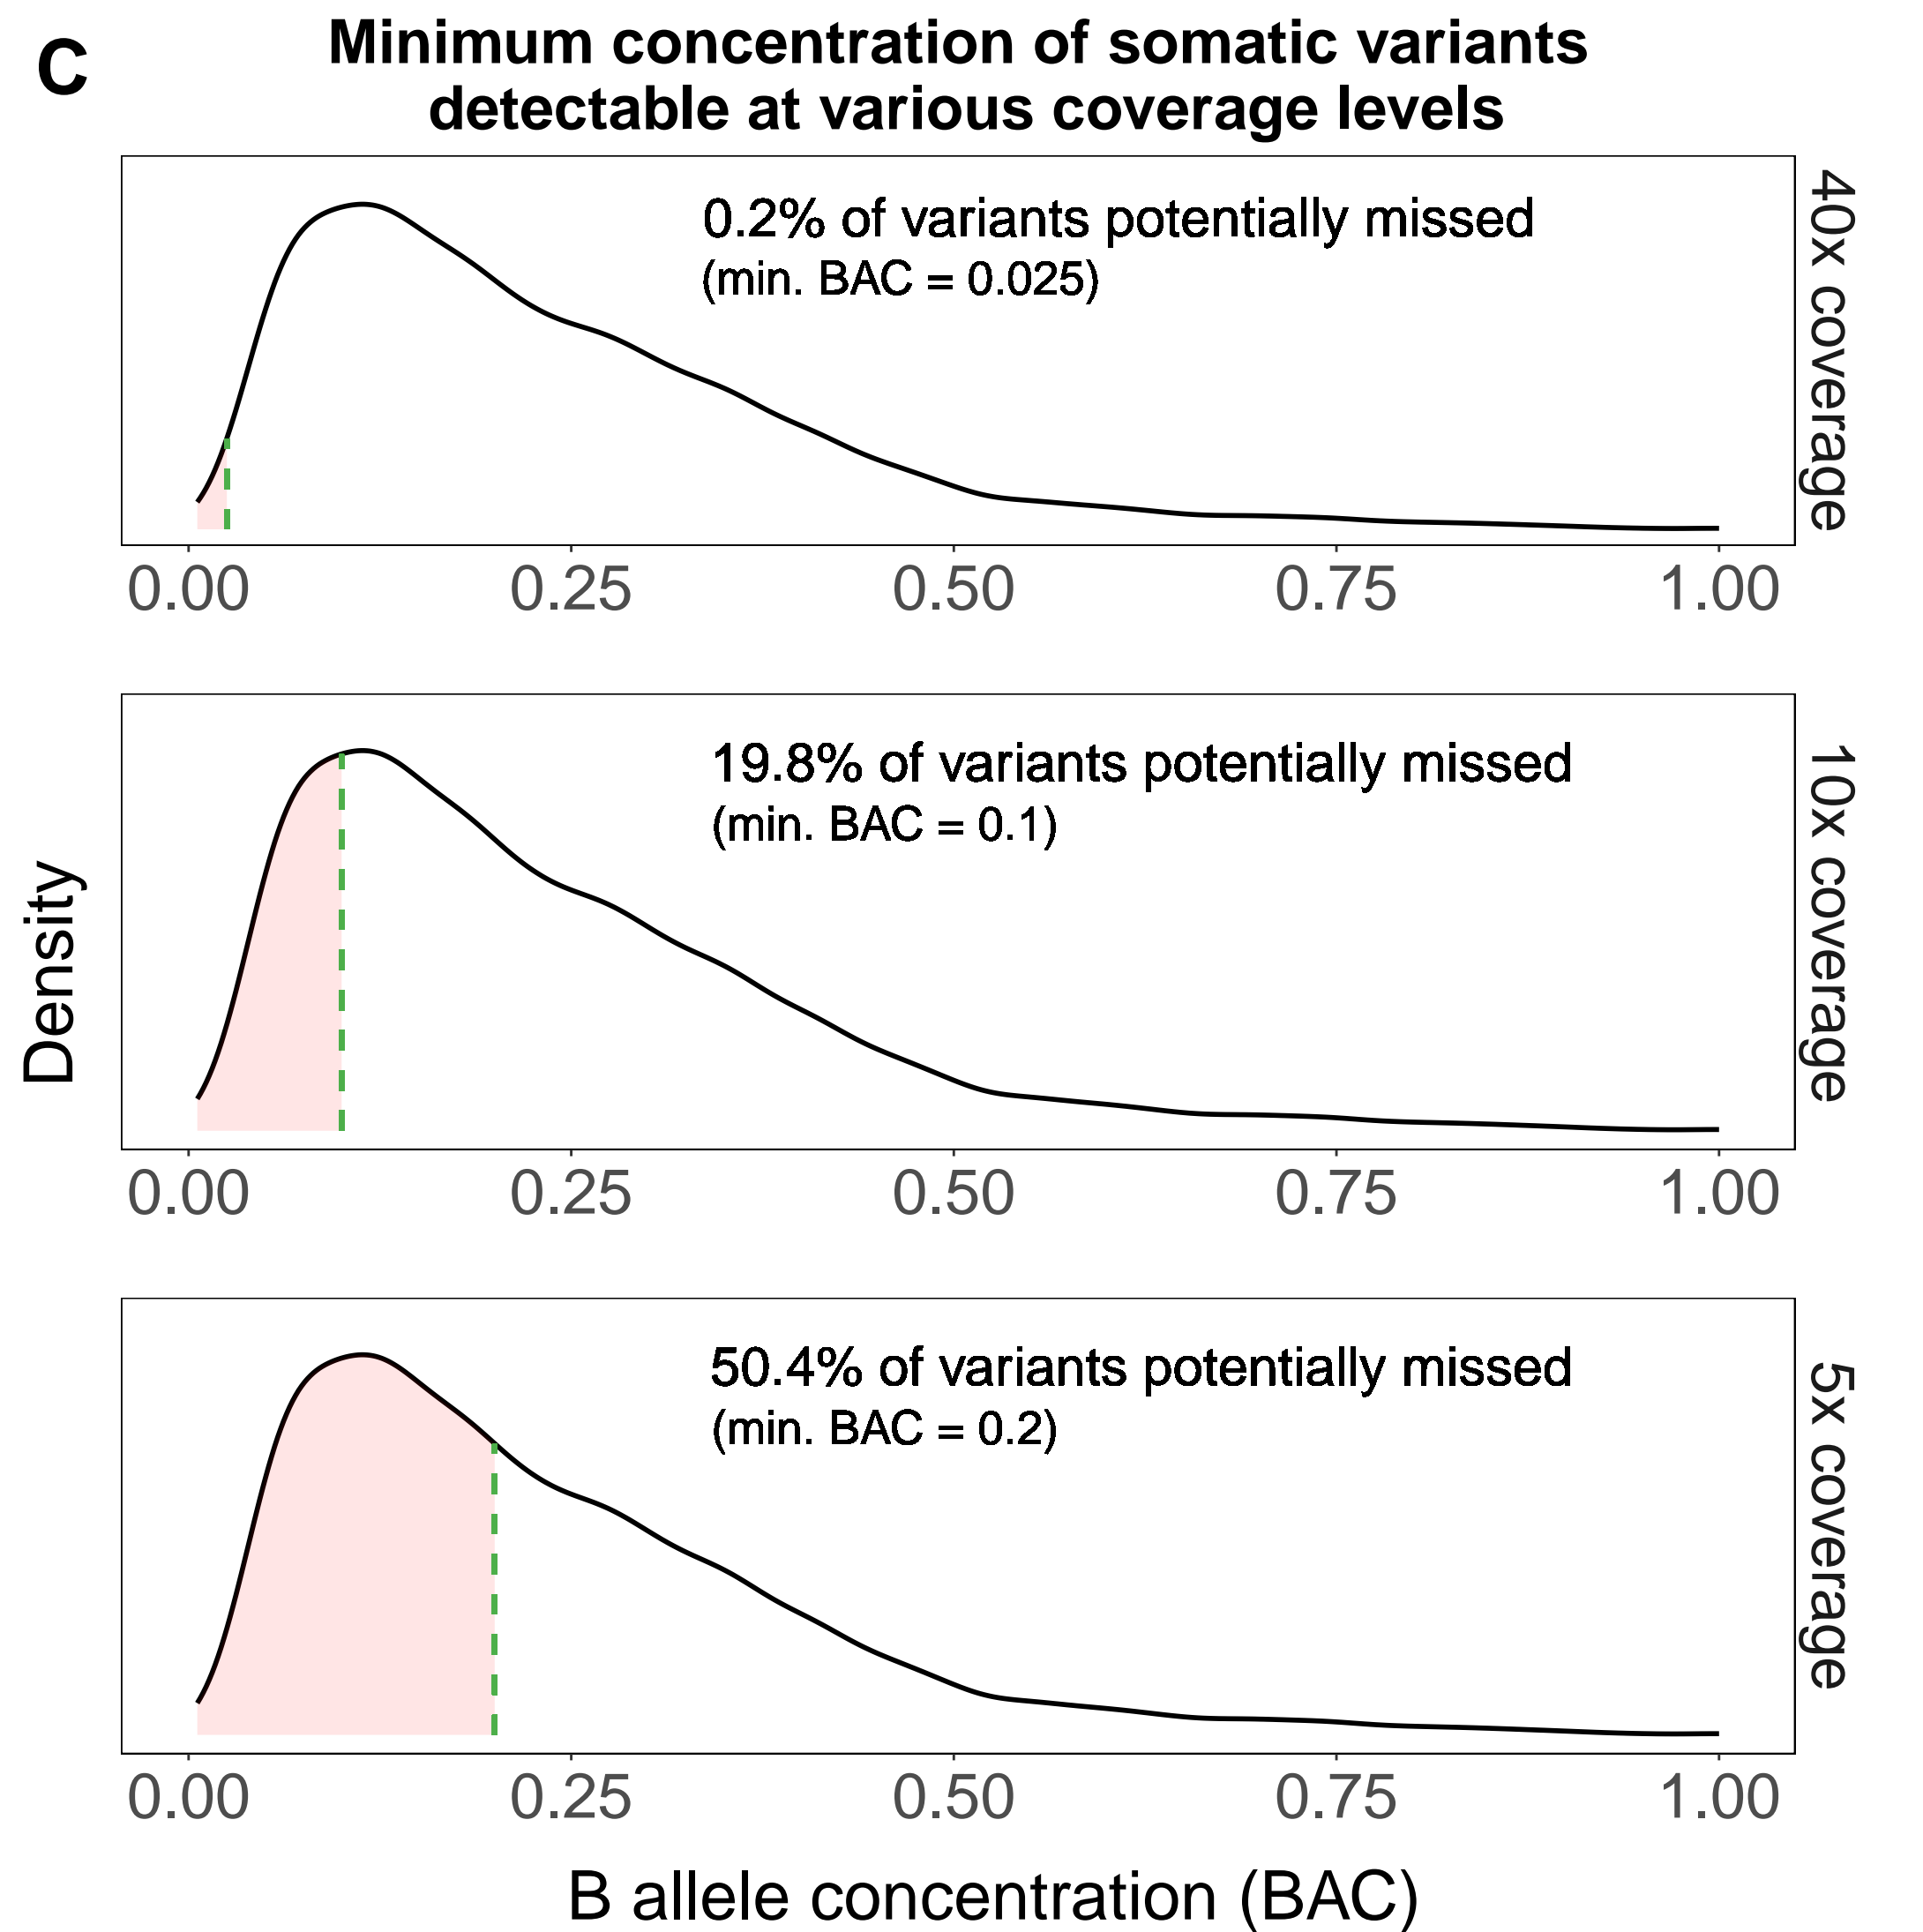 C
Minimum concentration of somatic variants
detectable at various coverage levels
0.2% of variants potentially missed
(min. BAC = 0.025)
40x coverage
0.00 0.25 0.50 0.75 1.00
19.8% of variants potentially missed
(min. BAC = 0.1)
10x coverage
Density
0.00 0.25 0.50 0.75 1.00
50.4% of variants potentially missed
(min. BAC = 0.2)
5x coverage
0.00 0.25 0.50 0.75 1.00
B allele concentration (BAC)